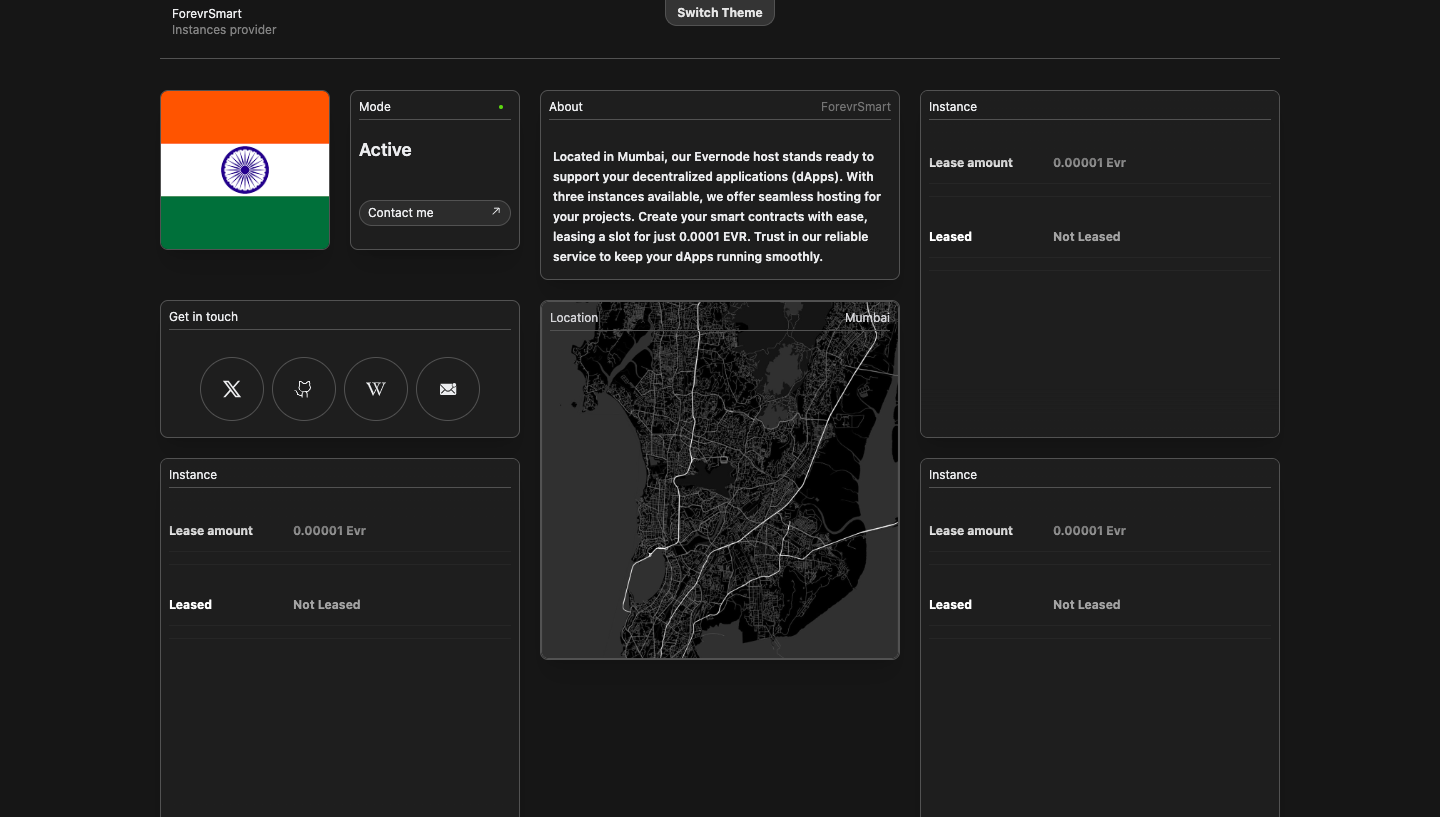 ForevrSmart
Instances provider
Switch Theme
Mode
Active
Contact me
About
ForevrSmart
Located in Mumbai, our Evernode host stands ready to
support your decentralized applications (dApps). With
three instances available, we offer seamless hosting for
your projects. Create your smart contracts with ease,
leasing a slot for just 0.0001 EVR. Trust in our reliable
service to keep your dApps running smoothly.
Instance
Lease amount 0.00001 Evr
Leased Not Leased
Get in touch
X
W
Location
Mumbai
Instance
Lease amount 0.00001 Evr
Leased Not Leased
Instance
Lease amount 0.00001 Evr
Leased Not Leased